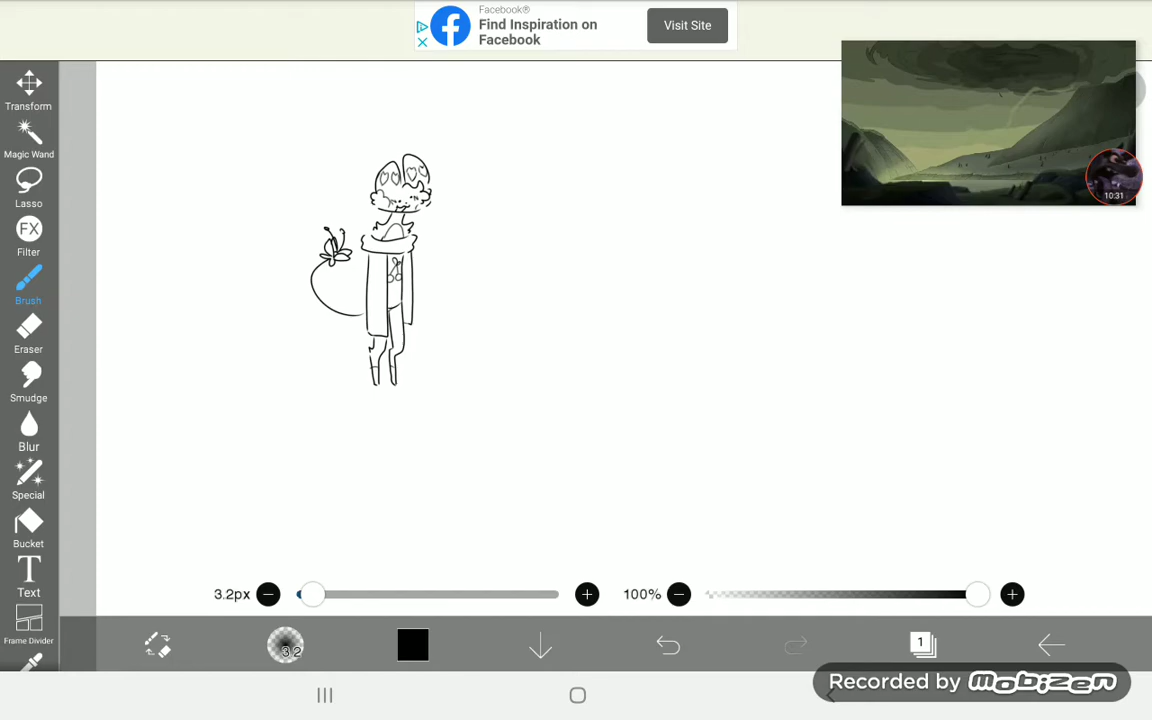 Facebook®
Find Inspiration on
Facebook
Visit Site
Transform
Magic Wand
Lasso
FX
Filter
Brush
Eraser
Smudge
Blur
Special
Bucket
T
Text
Frame Divider
10:31
3.2px
100%
3.2
1
Recorded by mobizen